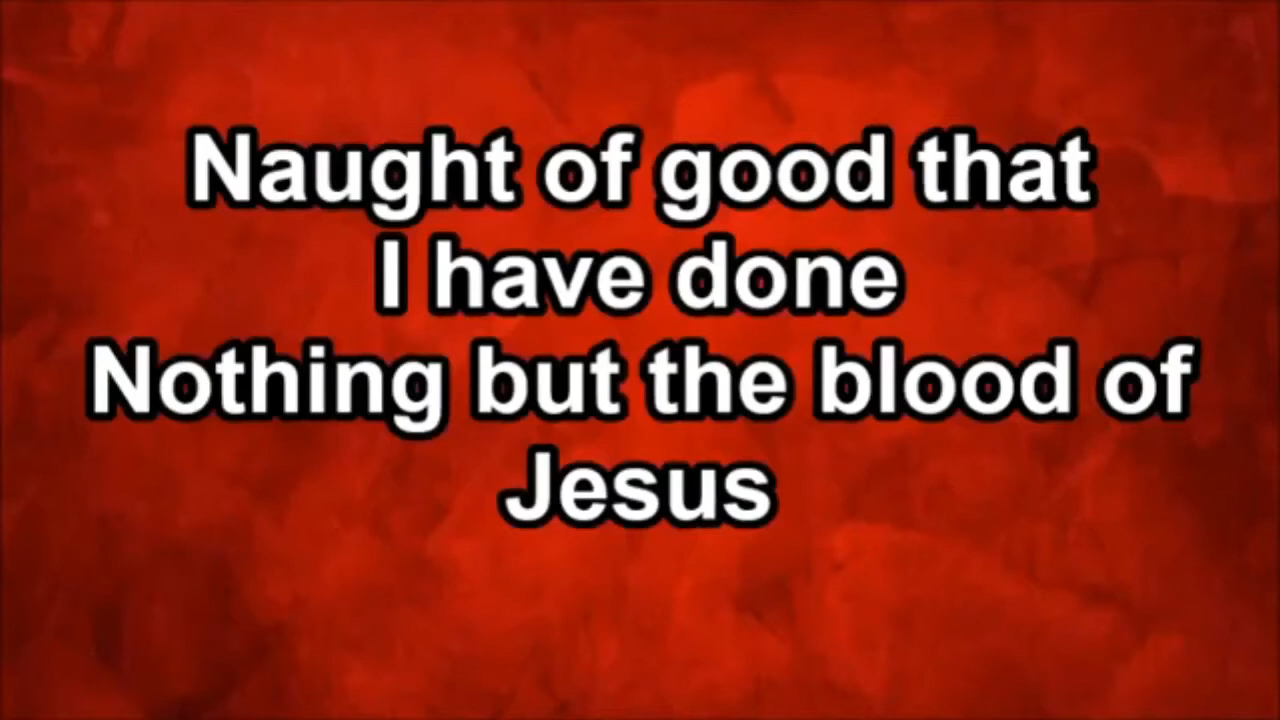 Naught of good that
I have done
Nothing but the blood of
Jesus